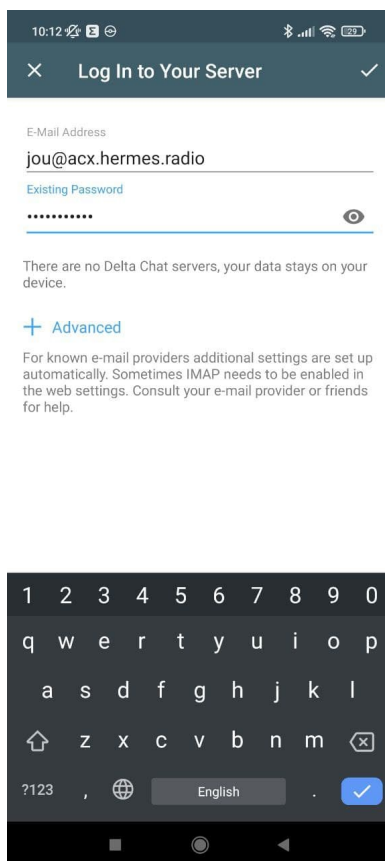 10:12 29
Log In to Your Server
E-Mail Address
jou@acx.hermes.radio
Existing Password
•••••••••••
There are no Delta Chat servers, your data stays on your
device.
+ Advanced
For known e-mail providers additional settings are set up
automatically. Sometimes IMAP needs to be enabled in
the web settings. Consult your e-mail provider or friends
for help.
1 2 3 4 5 6 7 8 9 0
q w e r t y u i o p
a s d f g h j k l
z x c v b n m
?123 , English .